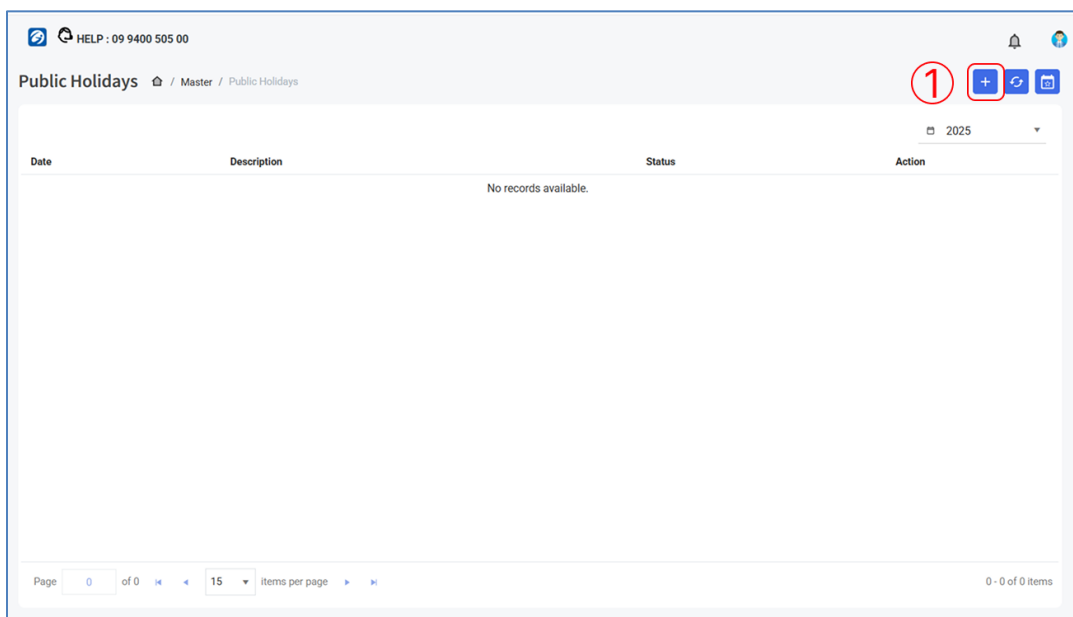 HELP : 09 9400 505 00
Public Holidays / Master / Public Holidays
1
+
2025
Date Description Status Action
No records available.
Page 0 of 0 15 items per page 0 - 0 of 0 items